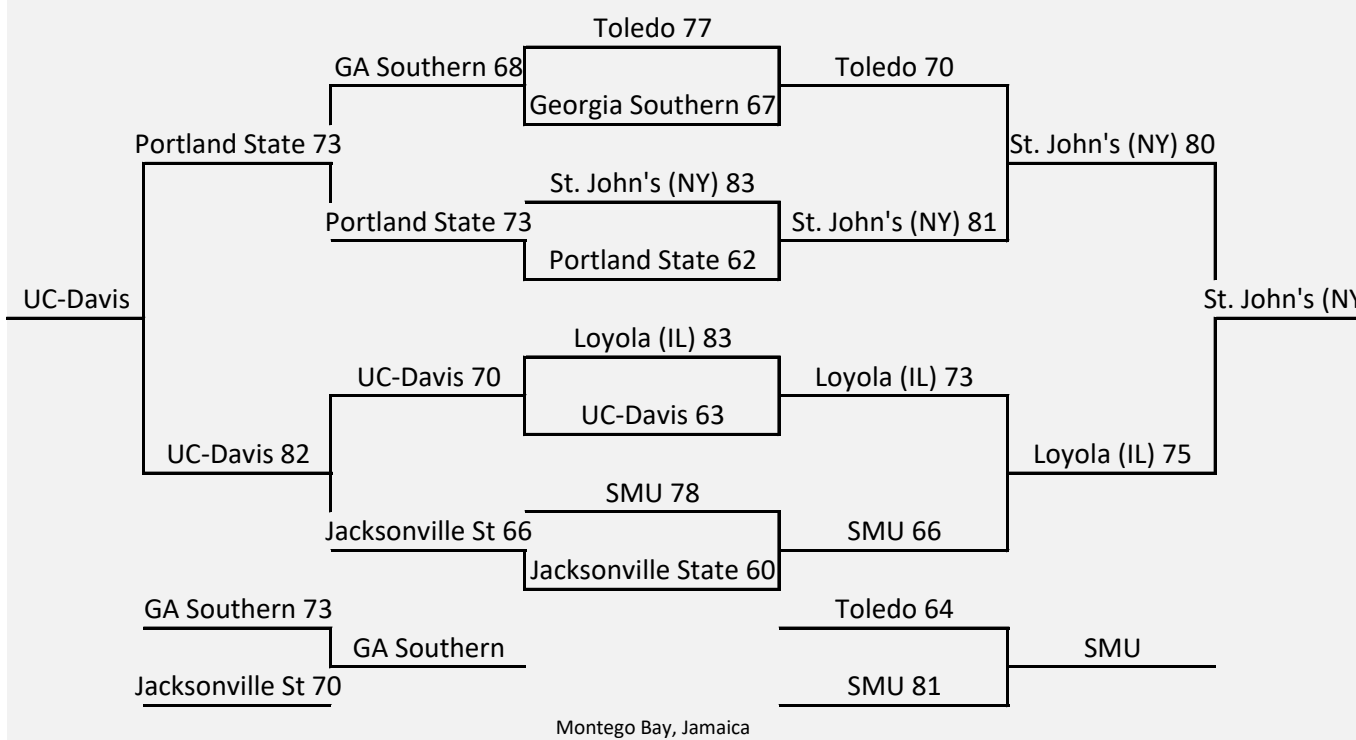 Toledo 77
GA Southern 68
Toledo 70
Georgia Southern 67
Portland State 73
St. John's (NY) 80
St. John's (NY) 83
Portland State 73
St. John's (NY) 81
Portland State 62
UC-Davis
St. John's (NY
Loyola (IL) 83
UC-Davis 70
Loyola (IL) 73
UC-Davis 63
UC-Davis 82
Loyola (IL) 75
SMU 78
Jacksonville St 66
SMU 66
Jacksonville State 60
GA Southern 73
Toledo 64
GA Southern
SMU
Jacksonville St 70
SMU 81
Montego Bay, Jamaica